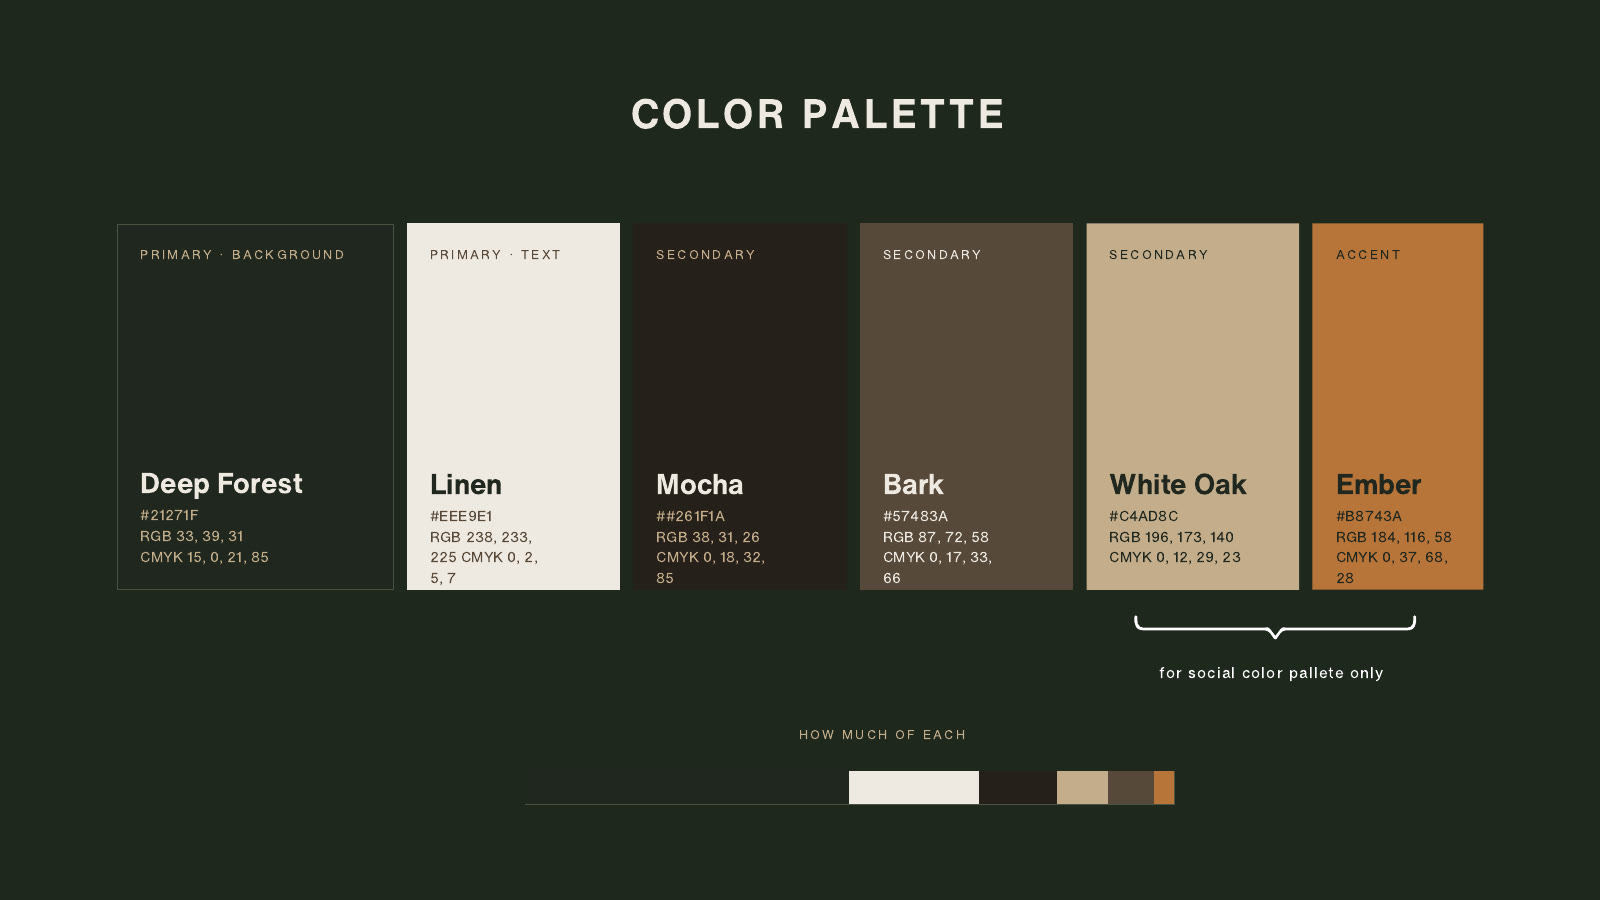 COLOR PALETTE
PRIMARY · BACKGROUND
Deep Forest
#21271F
RGB 33, 39, 31
CMYK 15, 0, 21, 85
PRIMARY · TEXT
Linen
#EEE9E1
RGB 238, 233,
225 CMYK 0, 2,
5, 7
SECONDARY
Mocha
##261F1A
RGB 38, 31, 26
CMYK 0, 18, 32,
85
SECONDARY
Bark
#57483A
RGB 87, 72, 58
CMYK 0, 17, 33,
66
SECONDARY
White Oak
#C4AD8C
RGB 196, 173, 140
CMYK 0, 12, 29, 23
ACCENT
Ember
#B8743A
RGB 184, 116, 58
CMYK 0, 37, 68,
28
for social color pallete only
HOW MUCH OF EACH